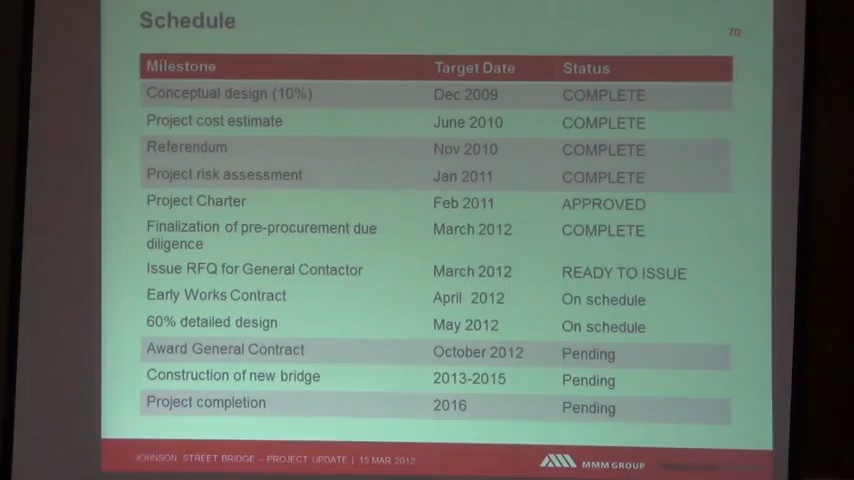 Schedule
70
Milestone Target Date Status
Conceptual design (10%) Dec 2009 COMPLETE
Project cost estimate June 2010 COMPLETE
Referendum Nov 2010 COMPLETE
Project risk assessment Jan 2011 COMPLETE
Project Charter Feb 2011 APPROVED
Finalization of pre-procurement due March 2012 COMPLETE
diligence
Issue RFQ for General Contactor March 2012 READY TO ISSUE
Early Works Contract April 2012 On schedule
60% detailed design May 2012 On schedule
Award General Contract October 2012 Pending
Construction of new bridge 2013-2015 Pending
Project completion 2016 Pending
JOHNSON STREET BRIDGE – PROJECT UPDATE | 15 MAR 2012 MMM GROUP